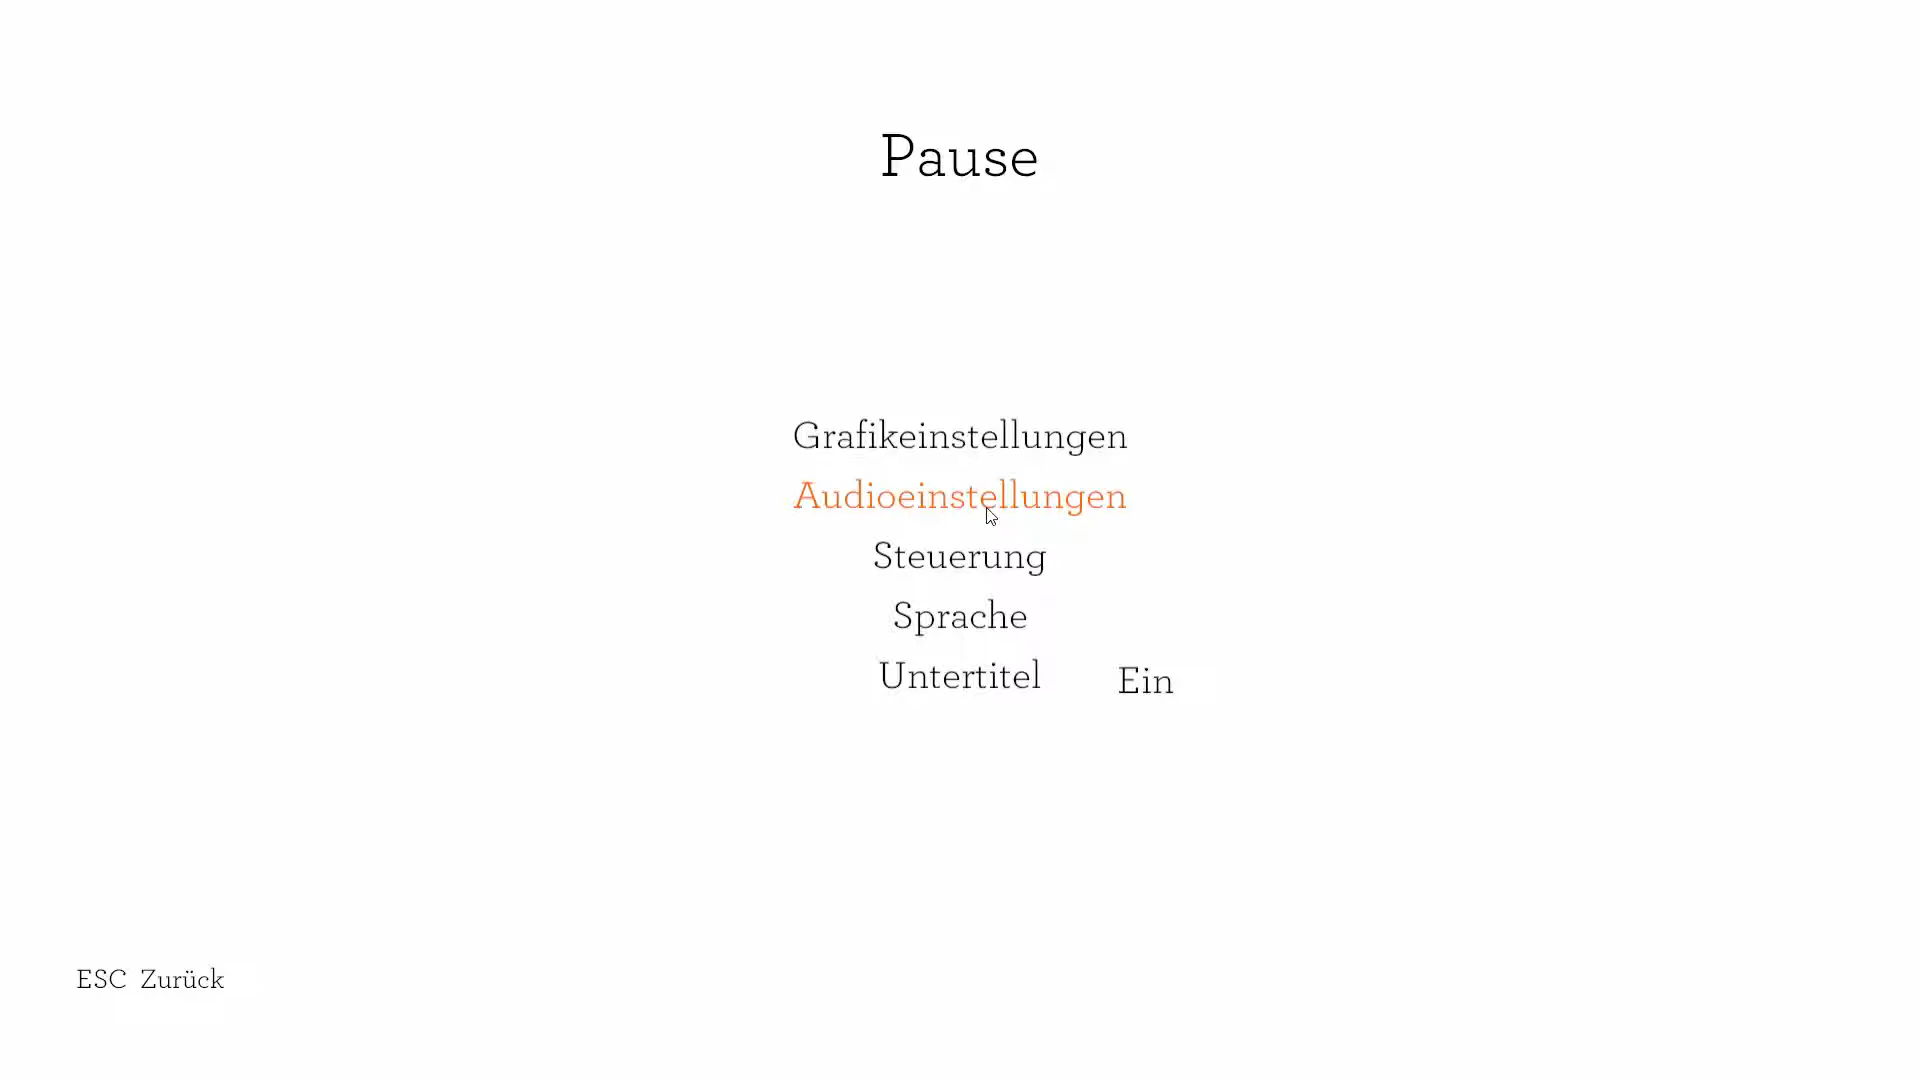 Pause
Grafikeinstellungen
Audioeinstellungen
Steuerung
Sprache
Untertitel Ein
ESC Zurück